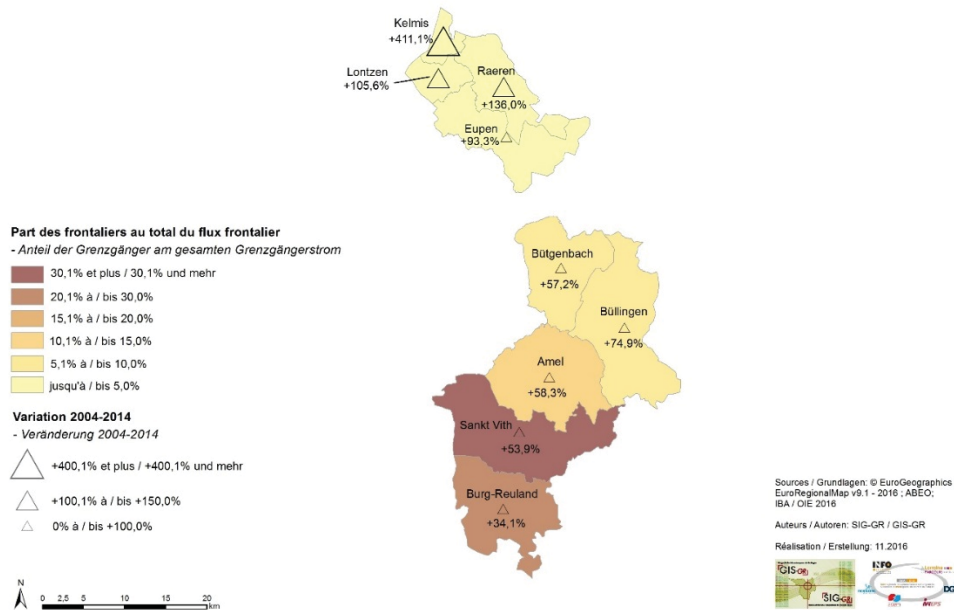 Kelmis
+411,1%
Lontzen
+105,6%
Raeren
+136,0%
Eupen
+93,3%
Part des frontaliers au total du flux frontalier
- Anteil der Grenzgänger am gesamten Grenzgängerstrom
30,1% et plus / 30,1% und mehr
20,1% à / bis 30,0%
15,1% à / bis 20,0%
10,1% à / bis 15,0%
5,1% à / bis 10,0%
jusqu'à / bis 5,0%
Variation 2004-2014
- Veränderung 2004-2014
+400,1% et plus / +400,1% und mehr
+100,1% à / bis +150,0%
0% à / bis +100,0%
Bütgenbach
+57,2%
Büllingen
+74,9%
Amel
+58,3%
Sankt Vith
+53,9%
Burg-Reuland
+34,1%
N
0 2,5 5 10 15 20
km
Sources / Grundlagen: © EuroGeographics
EuroRegionalMap v9.1 - 2016 ; ABEO;
IBA / OIE 2016
Auteurs / Autoren: SIG-GR / GIS-GR
Réalisation / Erstellung: 11.2016
GIS-GR
SIG-GR
INFO